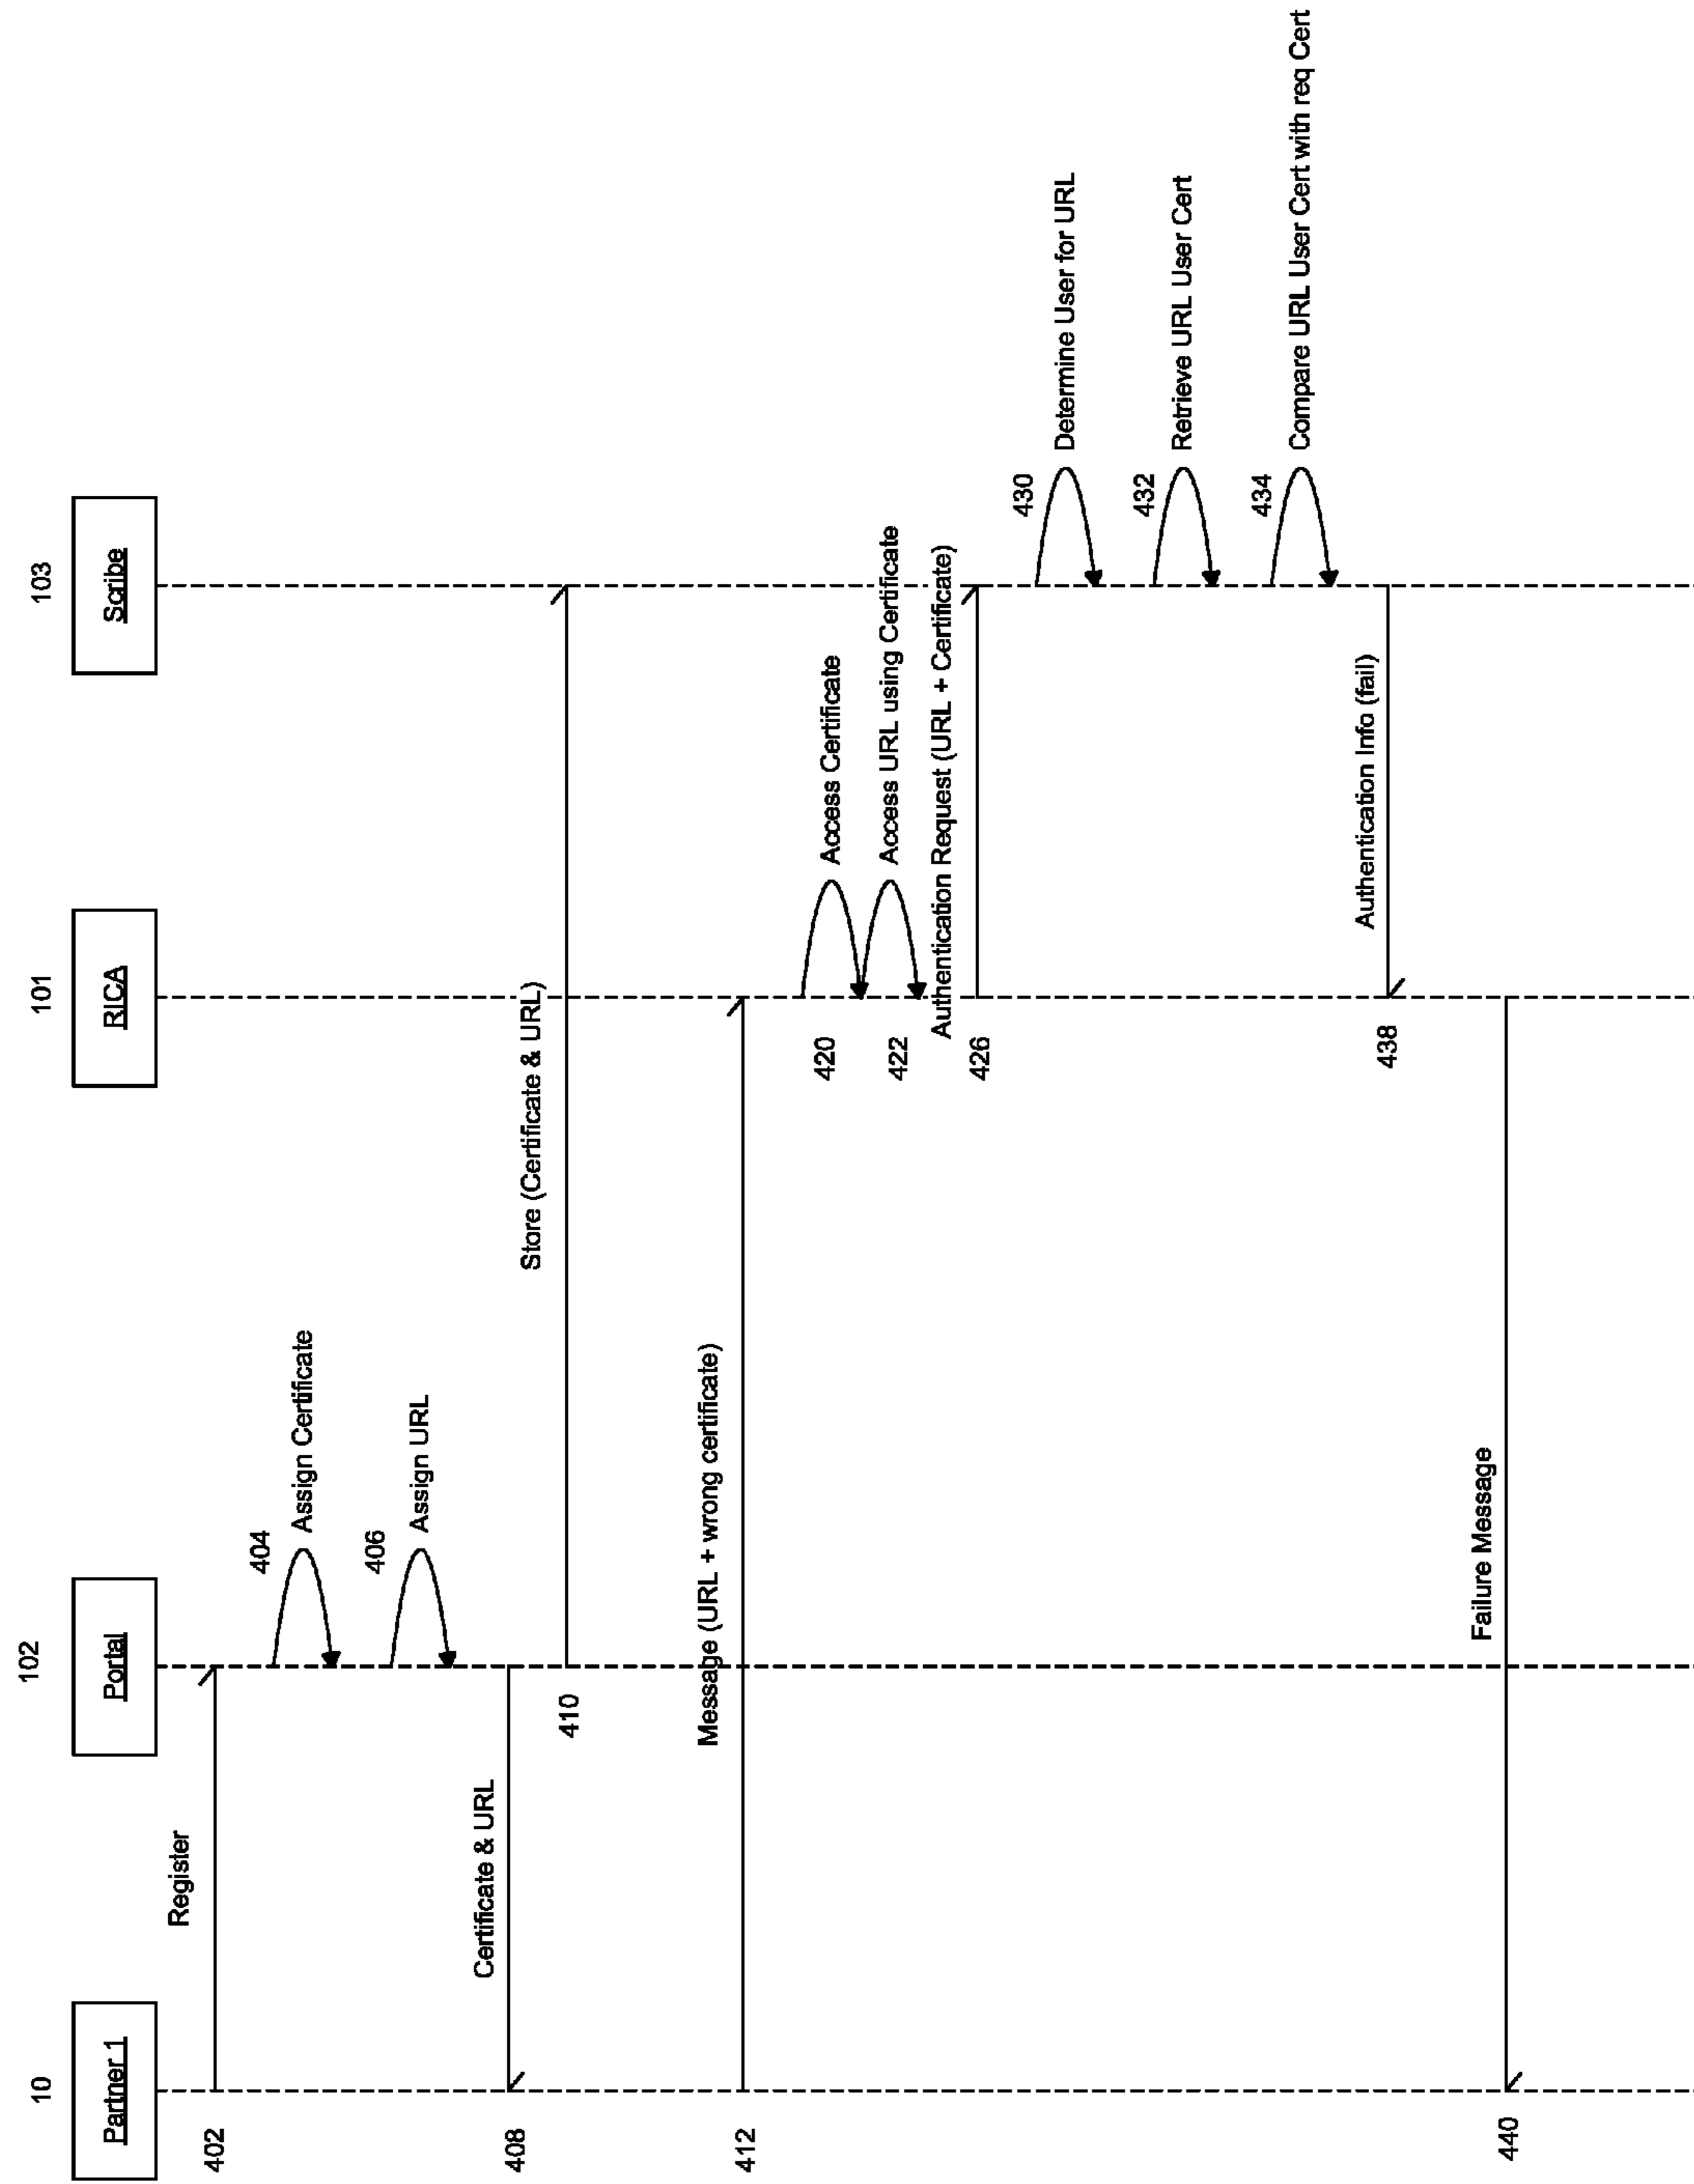 10
102
101
103
Partner 1
Portal
RICA
Scribe
402
Register
404
Assign Certificate
406
Assign URL
408
Certificate & URL
410
Store (Certificate & URL)
412
Message (URL + wrong certificate)
420
Access Certificate
422
Access URL using Certificate
426
Authentication Request (URL + Certificate)
430
Determine User for URL
432
Retrieve URL User Cert
434
Compare URL User Cert with req Cert
438
Authentication Info (fail)
440
Failure Message